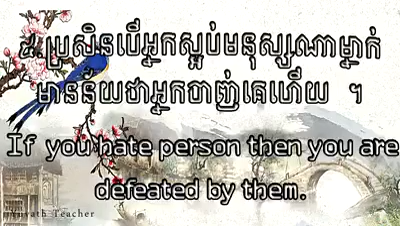 ៨ ប្រសិនបើអ្នកស្អប់មនុស្សណាម្នាក់
មានន័យថាអ្នកចាញ់គេហើយ ។
If you hate person then you are
defeated by them.
Teacher